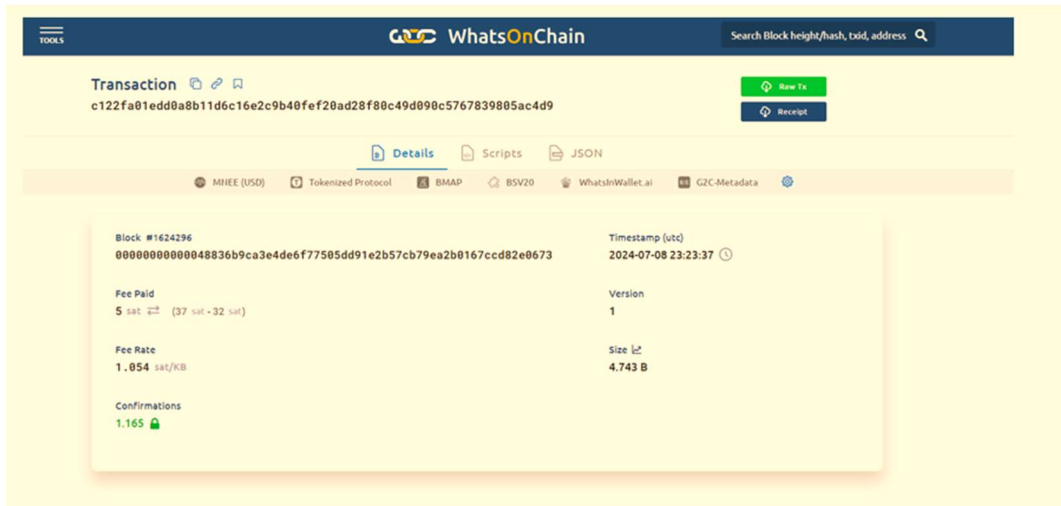 TOOLS
WhatsOnChain
Search Block height/hash, txid, address
Transaction
c122fa01edd0a8b11d6c16e2c9b40fef20ad28f80c49d090c5767839805ac4d9
Raw Tx
Receipt
Details
Scripts
JSON
MNEE (USD)
Tokenized Protocol
BMAP
BSV20
WhatsInWallet.ai
G2C-Metadata
Block #1624296
00000000000048836b9ca3e4de6f77505dd91e2b57cb79ea2b0167ccd82e0673
Timestamp (utc)
2024-07-08 23:23:37
Fee Paid
5 sat (37 sat - 32 sat)
Version
1
Fee Rate
1.054 sat/KB
Size
4.743 B
Confirmations
1.165